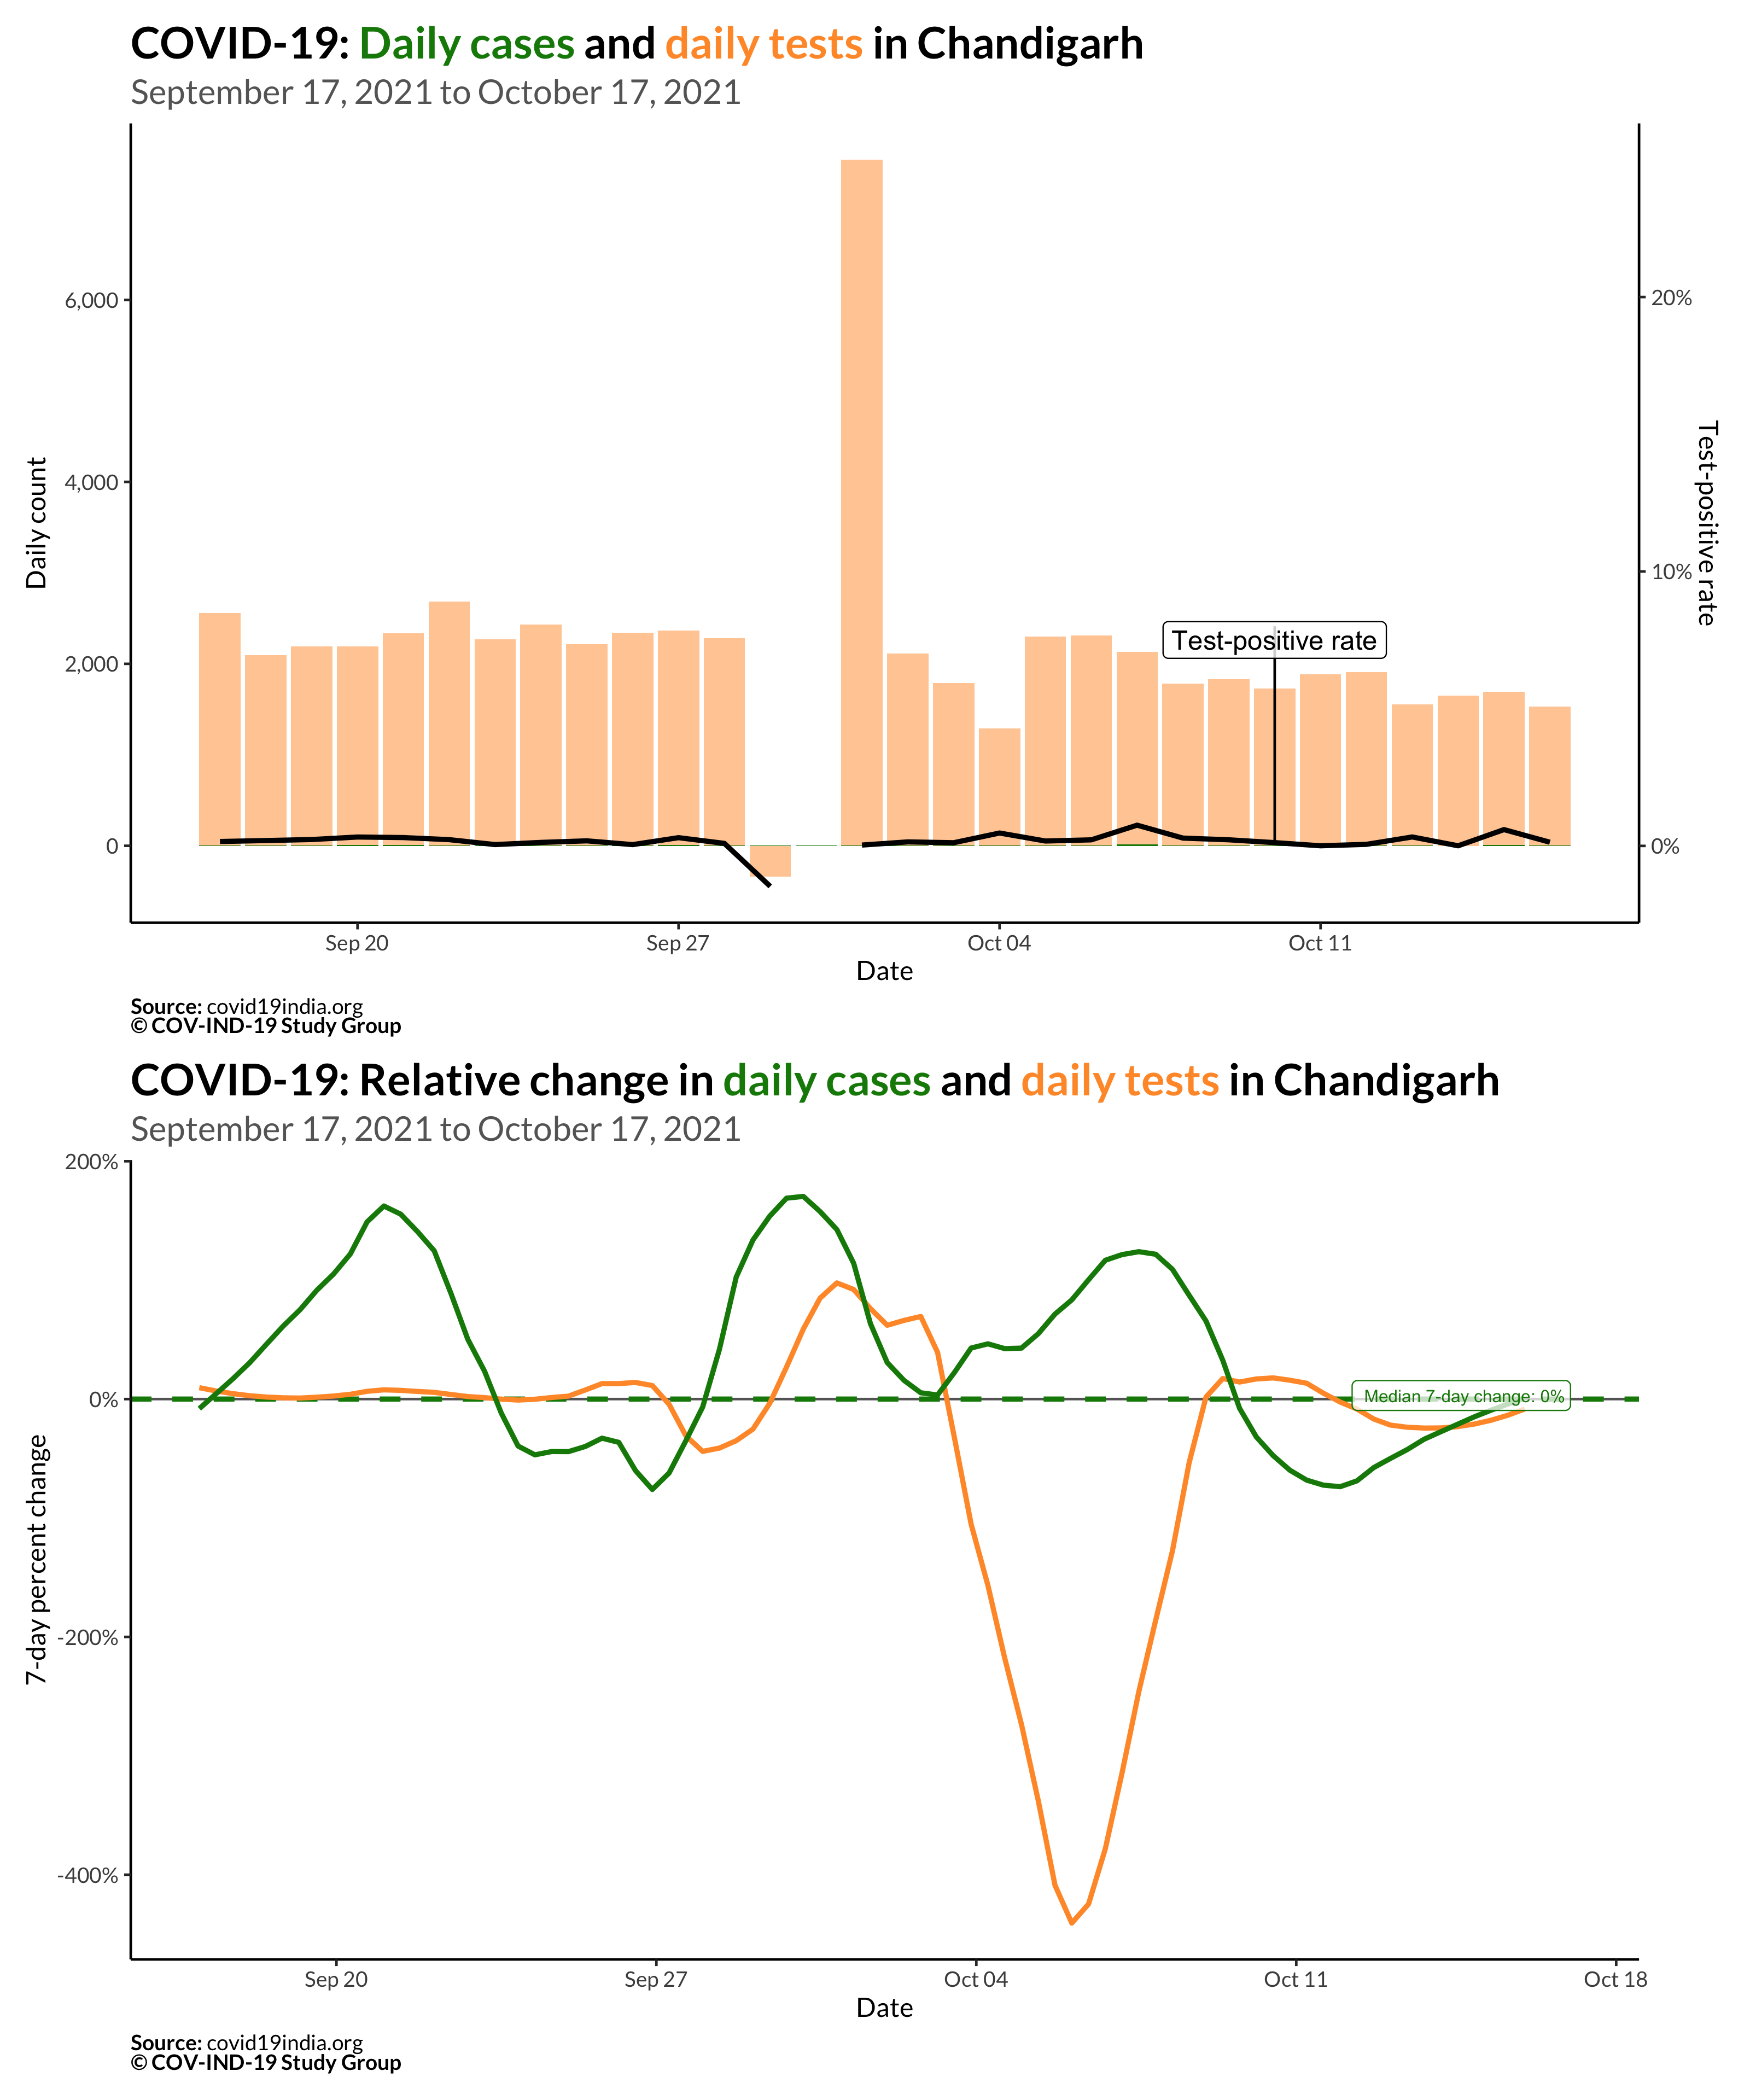 COVID-19: Daily cases and daily tests in Chandigarh
September 17, 2021 to October 17, 2021
6,000
4,000
2,000
0
Daily count
20%
10%
0%
Test-positive rate
Test-positive rate
Sep 20
Sep 27
Oct 04
Oct 11
Date
Source: covid19india.org
© COV-IND-19 Study Group
COVID-19: Relative change in daily cases and daily tests in Chandigarh
September 17, 2021 to October 17, 2021
200%
0%
-200%
-400%
7-day percent change
Median 7-day change: 0%
Sep 20
Sep 27
Oct 04
Oct 11
Oct 18
Date
Source: covid19india.org
© COV-IND-19 Study Group